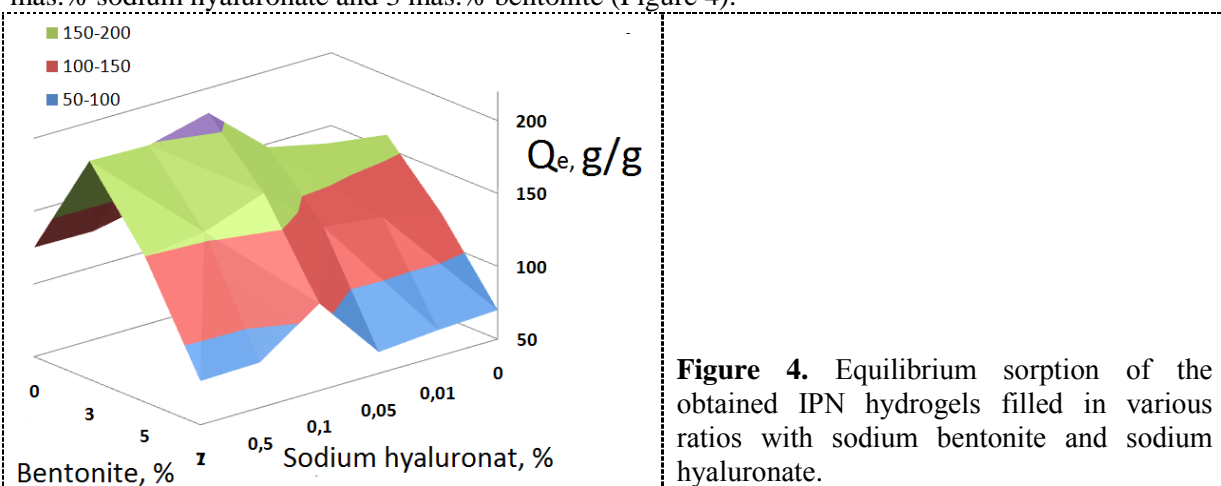 mas.% sodium hyaluronate and 3 mas.% bentonite (Figure 4).
150-200
100-150
50-100
200
Qe, g/g
150
100
50
0
0,01
0,05
0,1
0,5
0
3
5
7
Sodium hyaluronat, %
Bentonite, %
Figure 4. Equilibrium sorption of the
obtained IPN hydrogels filled in various
ratios with sodium bentonite and sodium
hyaluronate.